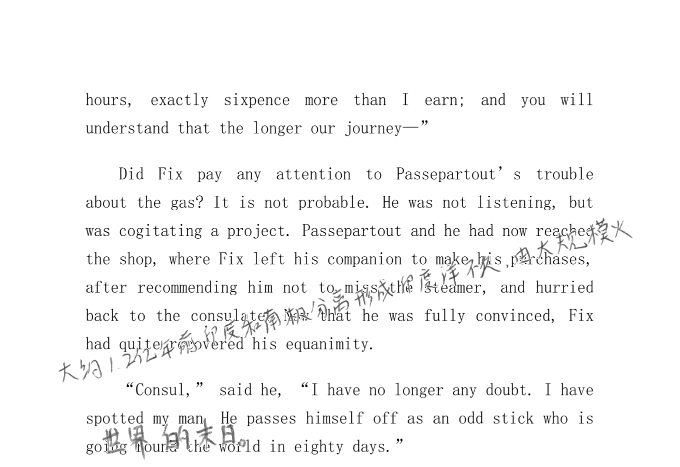 hours, exactly sixpence more than I earn; and you will
understand that the longer our journey—”
Did Fix pay any attention to Passepartout’s trouble
about the gas? It is not probable. He was not listening, but
was cogitating a project. Passepartout and he had now reached
the shop, where Fix left his companion to make his purchases,
after recommending him not to miss the steamer, and hurried
back to the consulate. Now that he was fully convinced, Fix
had quite recovered his equanimity.
“Consul,” said he, “I have no longer any doubt. I have
spotted my man. He passes himself off as an odd stick who is
going round the world in eighty days.”
大约1.2亿年前印度和南极分离形成印度洋 由大规模火
世界的末日。